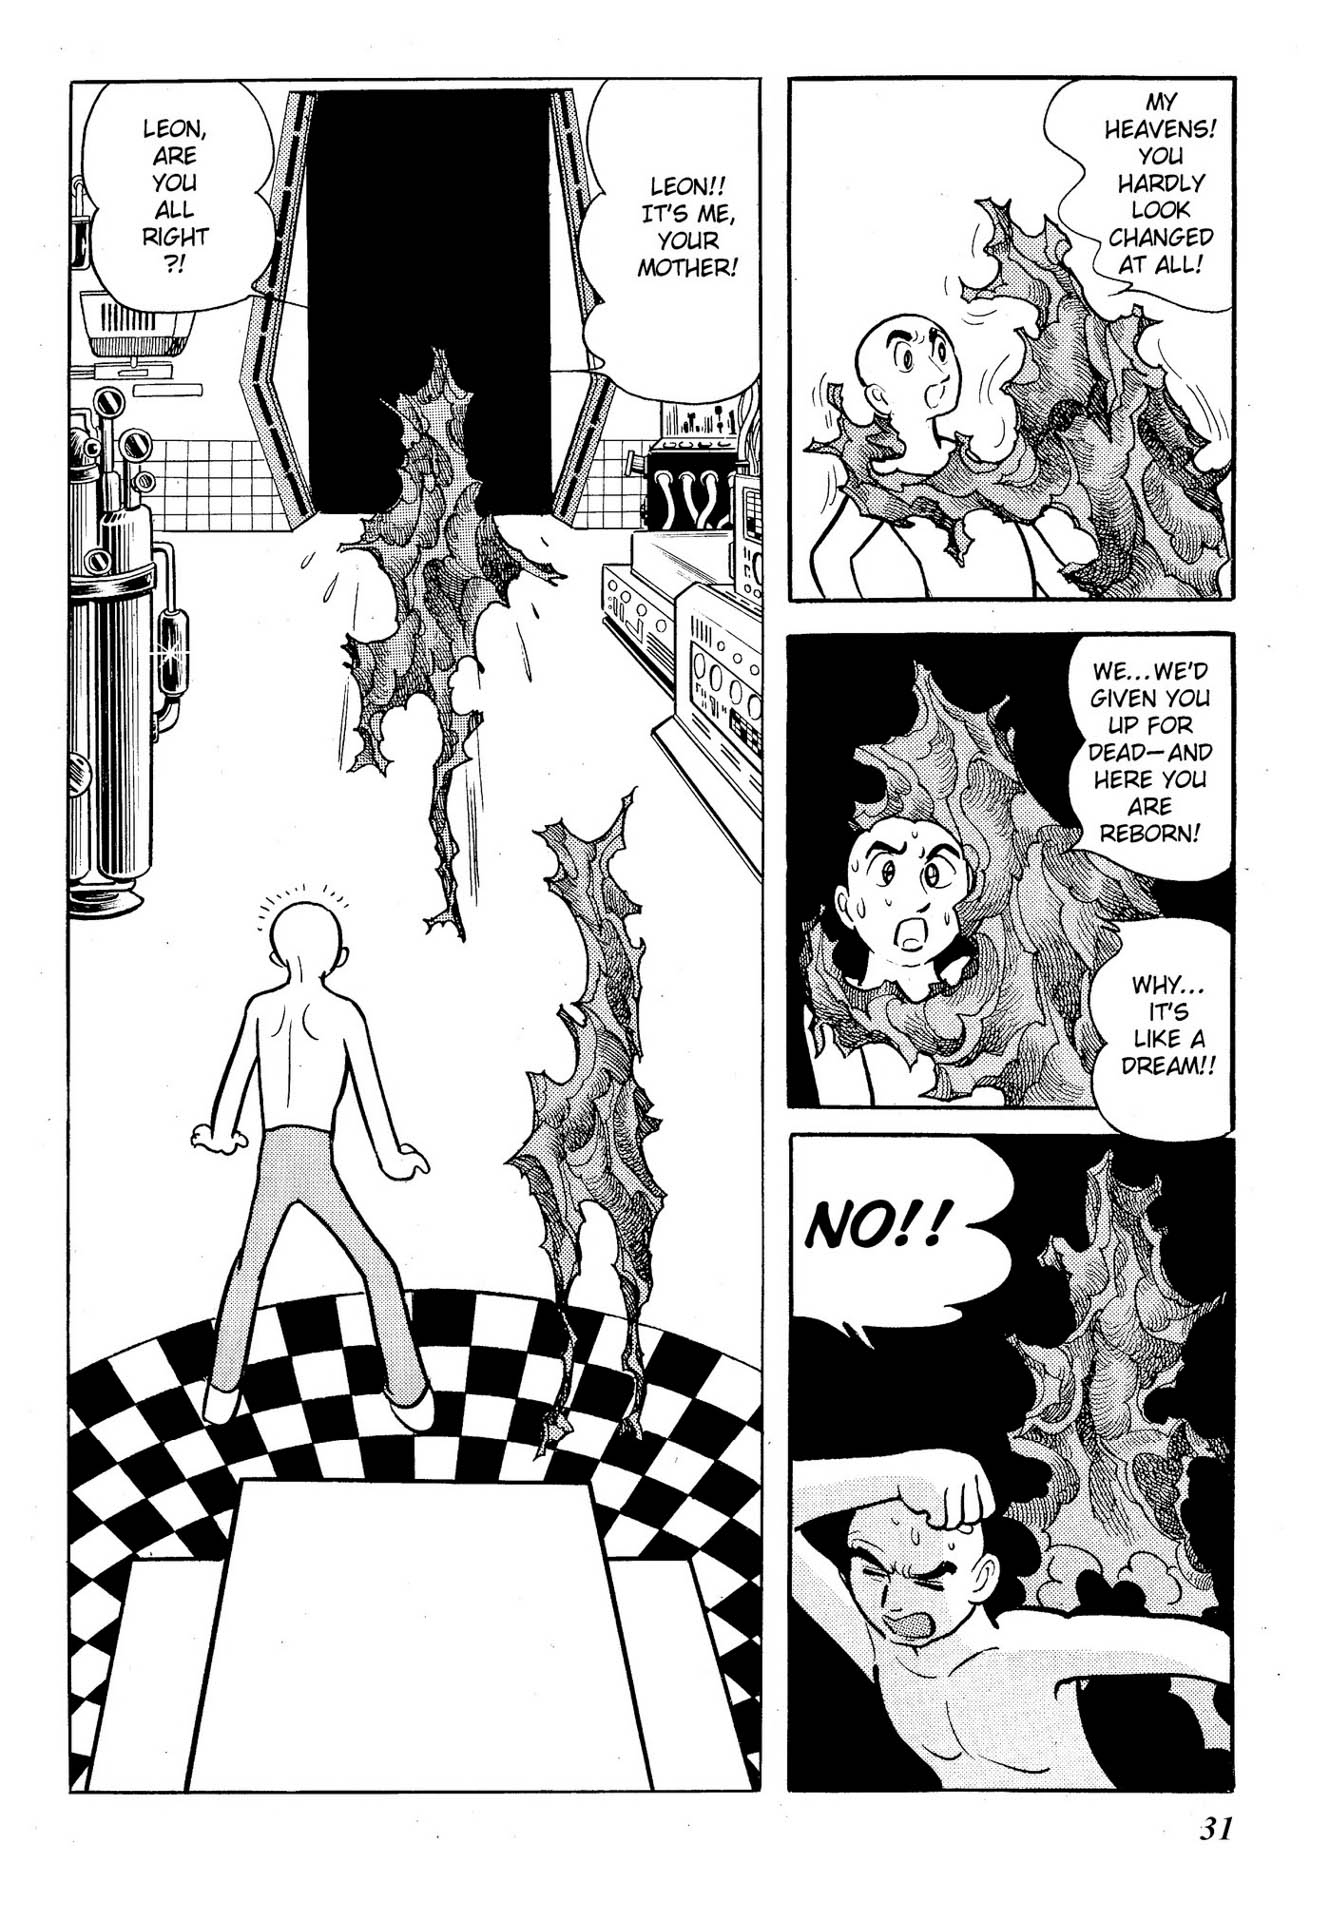 LEON,
ARE
YOU
ALL
RIGHT
?!
LEON!!
IT'S ME,
YOUR
MOTHER!
MY
HEAVENS!
YOU
HARDLY
LOOK
CHANGED
AT ALL!
WE...WE'D
GIVEN YOU
UP FOR
DEAD—AND
HERE YOU
ARE
REBORN!
WHY...
IT'S
LIKE A
DREAM!!
NO!!
31